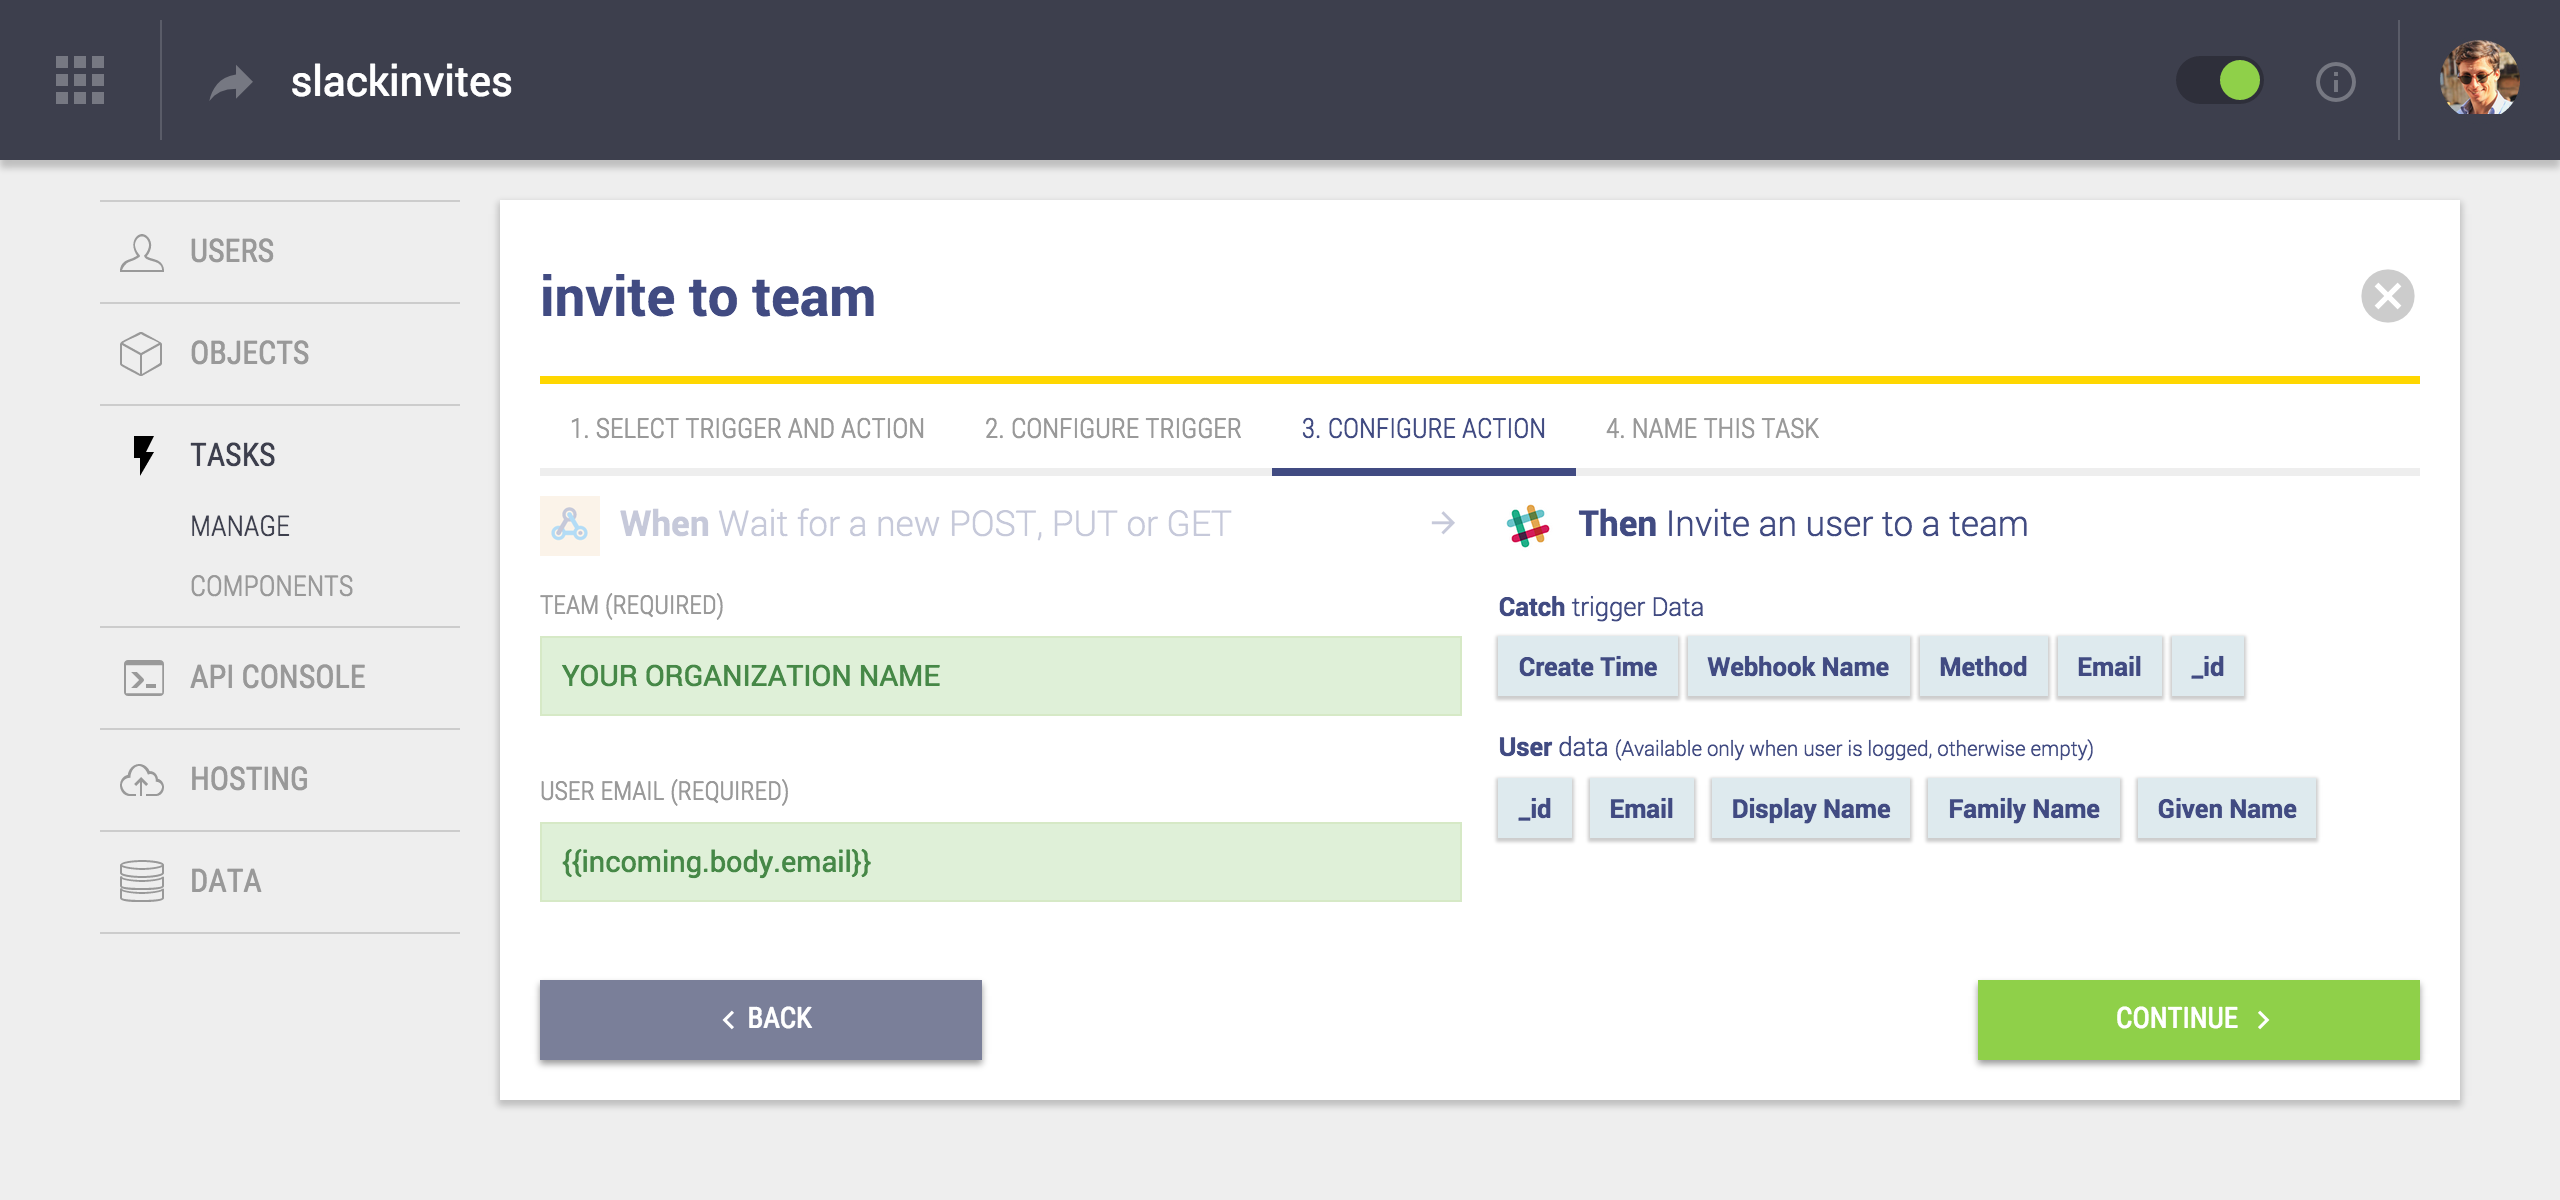 slackinvites
USERS
OBJECTS
TASKS
MANAGE
COMPONENTS
API CONSOLE
HOSTING
DATA
invite to team
1. SELECT TRIGGER AND ACTION
2. CONFIGURE TRIGGER
3. CONFIGURE ACTION
4. NAME THIS TASK
When Wait for a new POST, PUT or GET
Then Invite an user to a team
TEAM (REQUIRED)
YOUR ORGANIZATION NAME
USER EMAIL (REQUIRED)
{{incoming.body.email}}
Catch trigger Data
Create Time
Webhook Name
Method
Email
_id
User data (Available only when user is logged, otherwise empty)
_id
Email
Display Name
Family Name
Given Name
BACK
CONTINUE